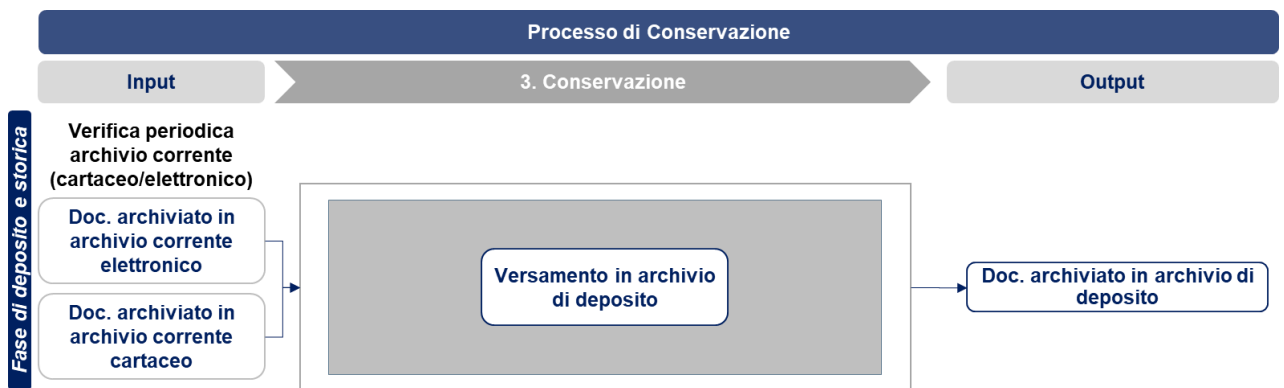 Processo di Conservazione
Input
3. Conservazione
Output
Fase di deposito e storica
Verifica periodica
archivio corrente
(cartaceo/elettronico)
Doc. archiviato in
archivio corrente
elettronico
Doc. archiviato in
archivio corrente
cartaceo
Versamento in archivio
di deposito
Doc. archiviato in archivio di
deposito